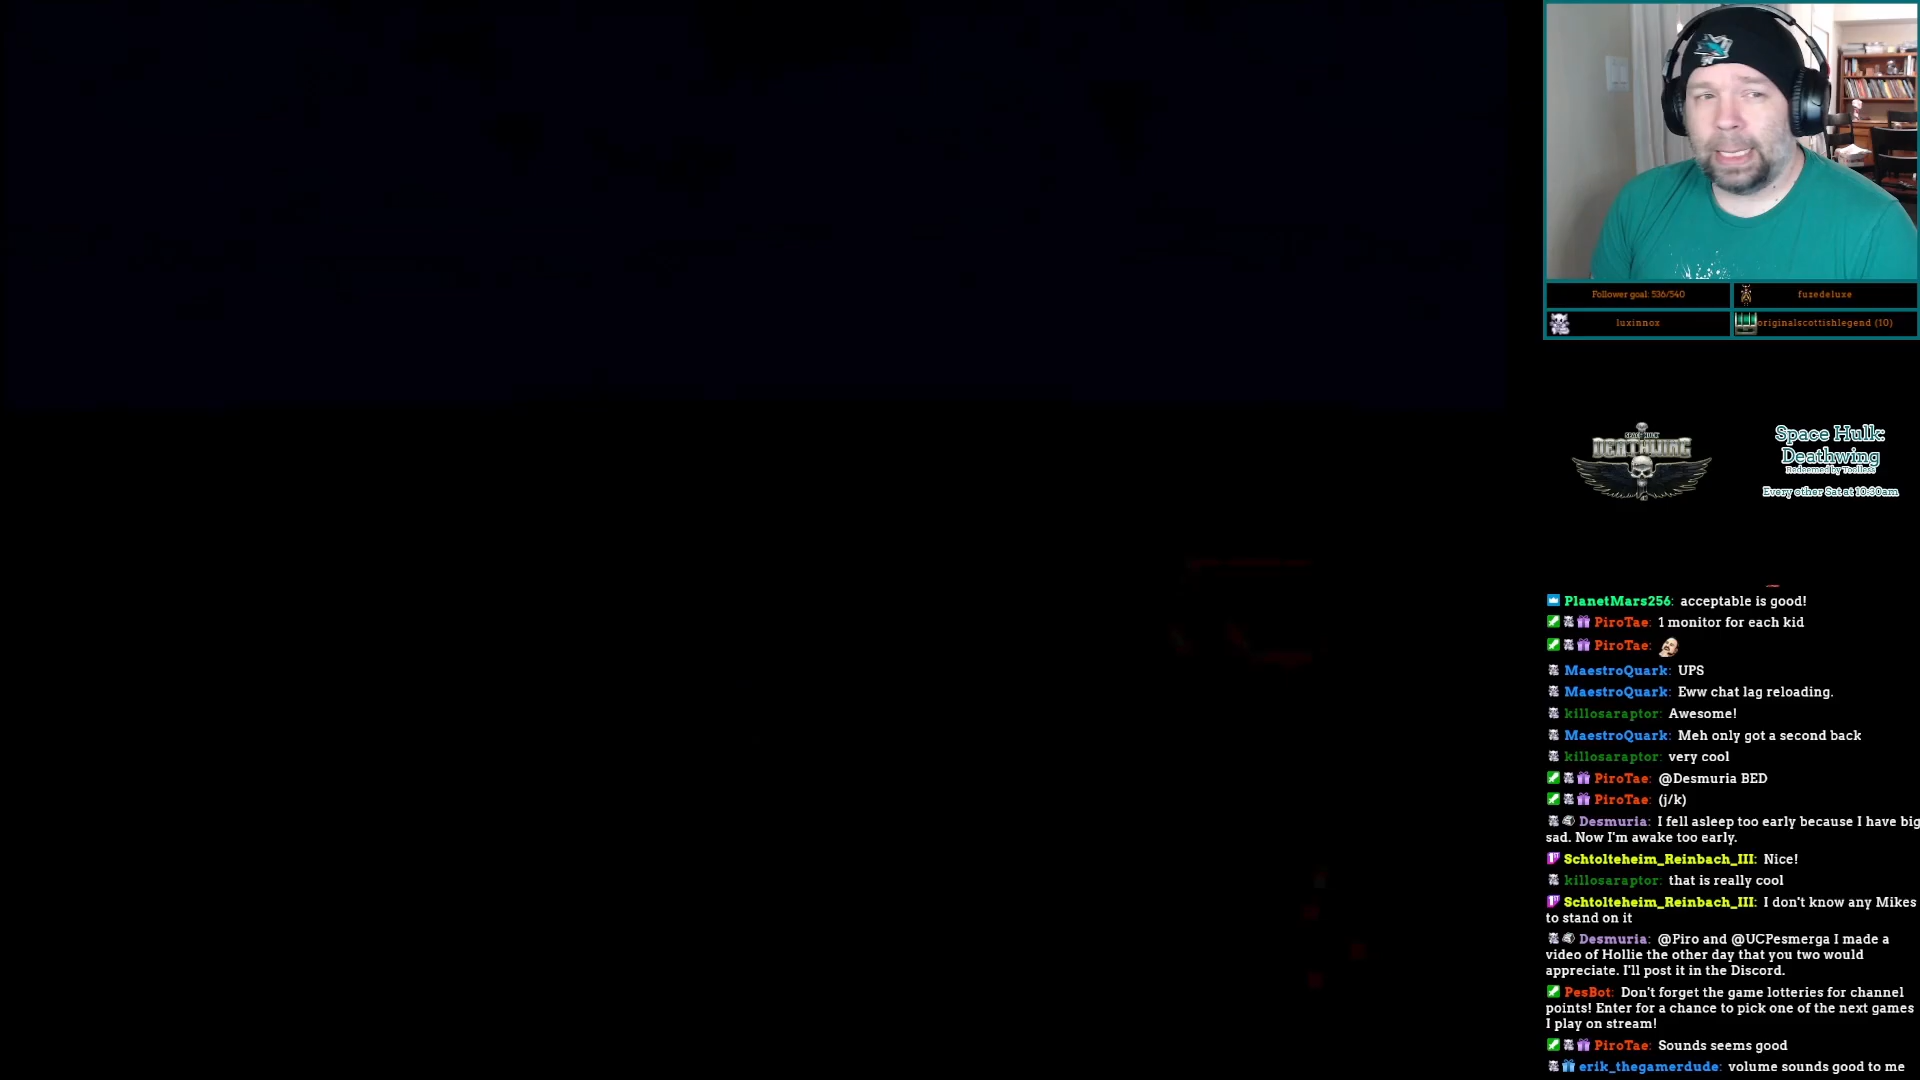 Follower goal: 536/540
fuzedeluxe
luxinnox
originalscottishlegend (10)
SPACE HULK
DEATHWING
Space Hulk:
Deathwing
Redeemed by Toolless
Every other Sat at 10:30am
PlanetMars256: acceptable is good!
PiroTae: 1 monitor for each kid
PiroTae:
MaestroQuark: UPS
MaestroQuark: Eww chat lag reloading.
killosaraptor: Awesome!
MaestroQuark: Meh only got a second back
killosaraptor: very cool
PiroTae: @Desmuria BED
PiroTae: (j/k)
Desmuria: I fell asleep too early because I have big
sad. Now I'm awake too early.
Schtolteheim_Reinbach_III: Nice!
killosaraptor: that is really cool
Schtolteheim_Reinbach_III: I don't know any Mikes
to stand on it
Desmuria: @Piro and @UCPesmerga I made a
video of Hollie the other day that you two would
appreciate. I'll post it in the Discord.
PesBot: Don't forget the game lotteries for channel
points! Enter for a chance to pick one of the next games
I play on stream!
PiroTae: Sounds seems good
erik_thegamerdude: volume sounds good to me